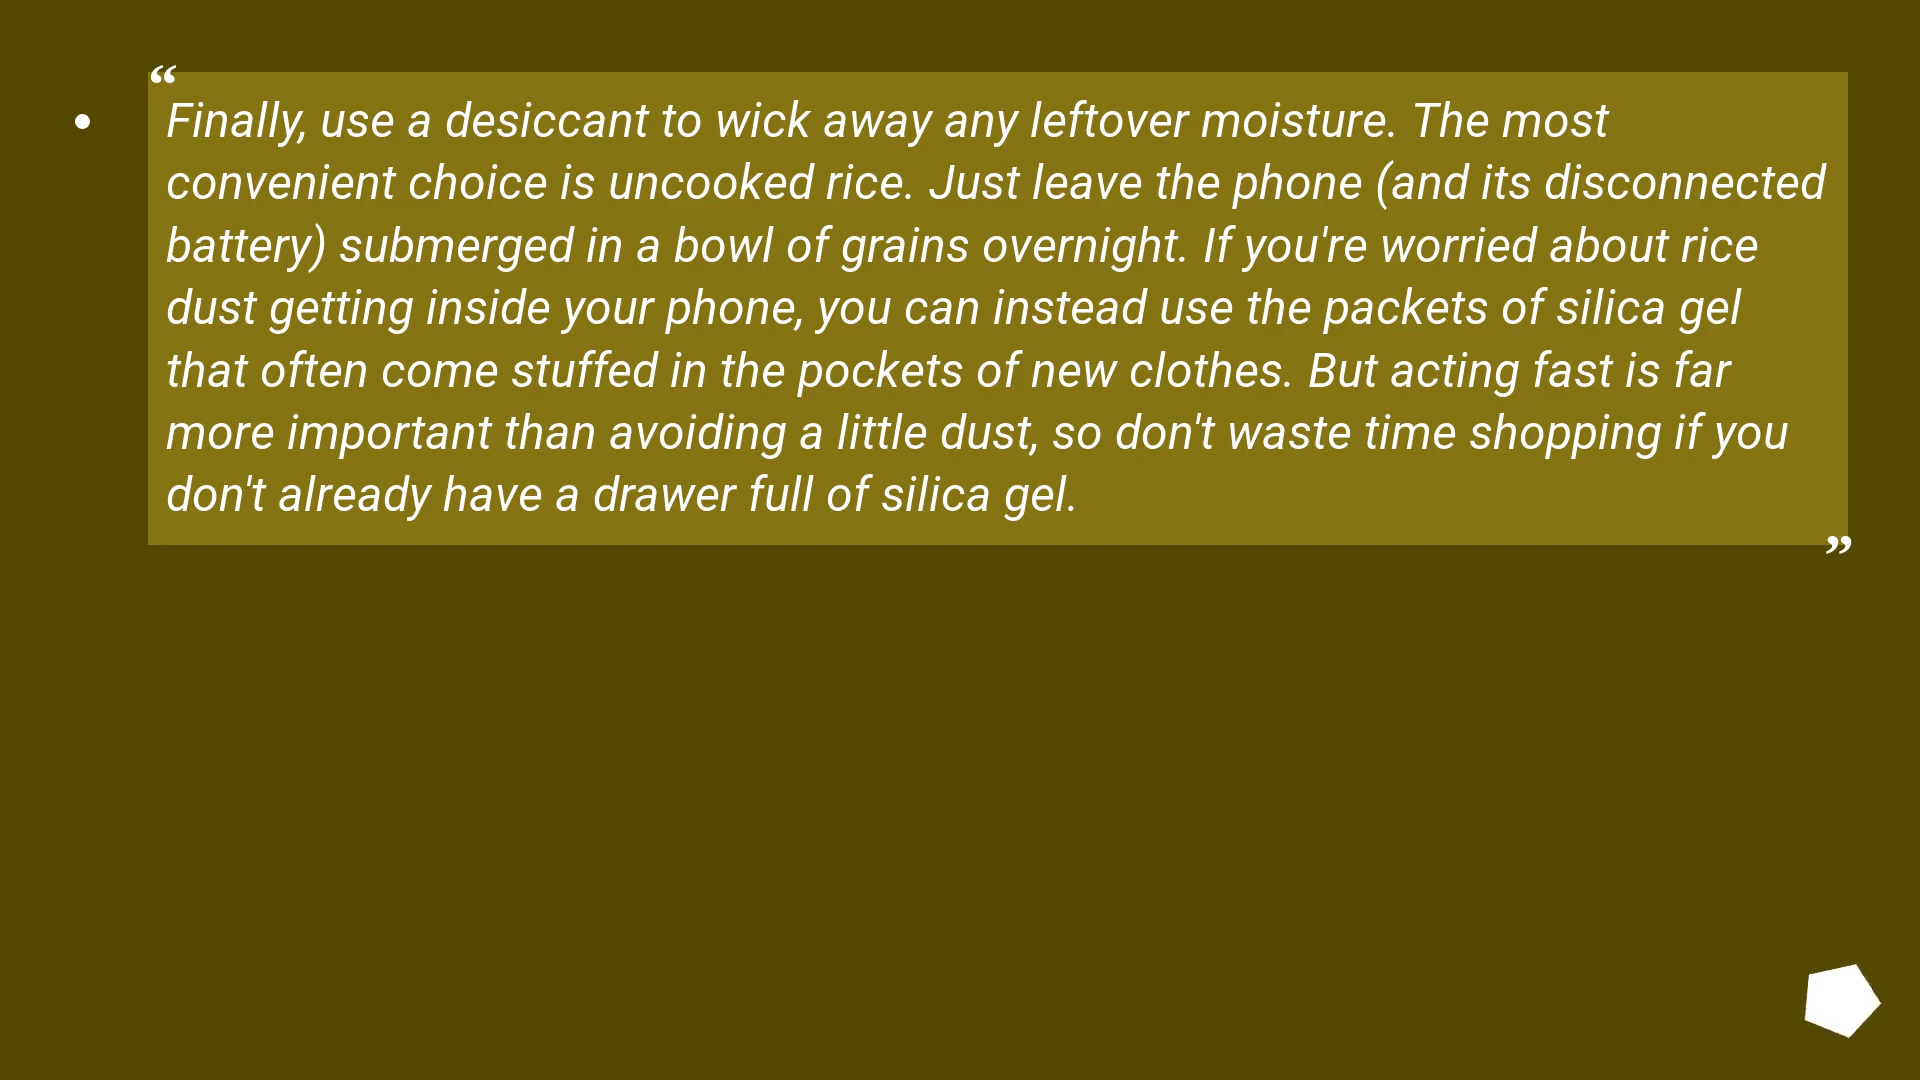 “
• Finally, use a desiccant to wick away any leftover moisture. The most
convenient choice is uncooked rice. Just leave the phone (and its disconnected
battery) submerged in a bowl of grains overnight. If you're worried about rice
dust getting inside your phone, you can instead use the packets of silica gel
that often come stuffed in the pockets of new clothes. But acting fast is far
more important than avoiding a little dust, so don't waste time shopping if you
don't already have a drawer full of silica gel.
”